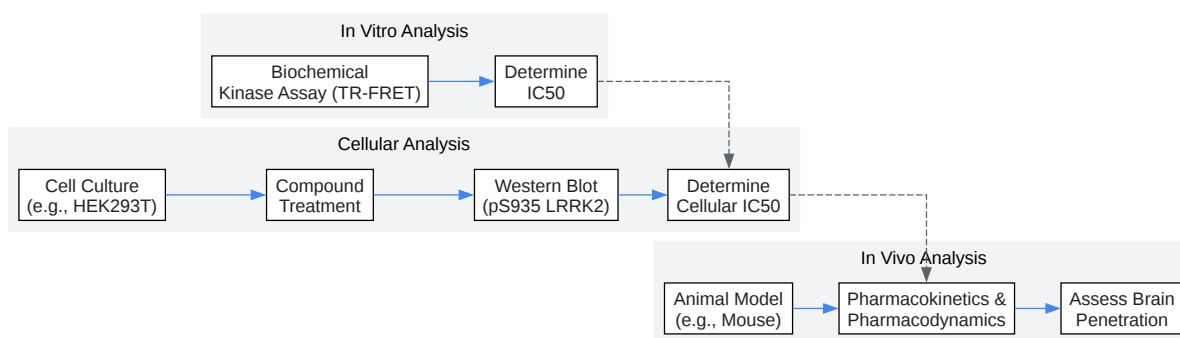 In Vitro Analysis
Biochemical
Kinase Assay (TR-FRET)
Determine
IC50
Cellular Analysis
Cell Culture
(e.g., HEK293T)
Compound
Treatment
Western Blot
(pS935 LRRK2)
Determine
Cellular IC50
In Vivo Analysis
Animal Model
(e.g., Mouse)
Pharmacokinetics &
Pharmacodynamics
Assess Brain
Penetration